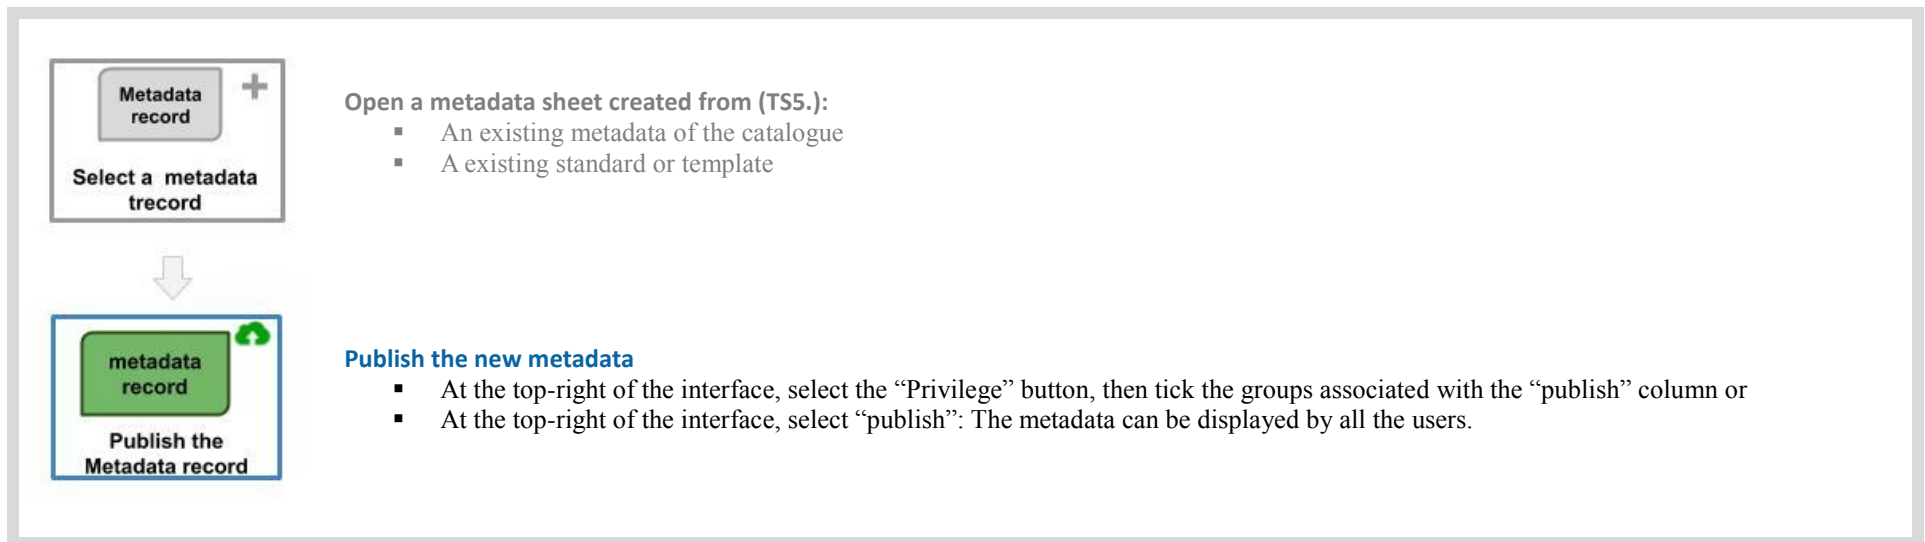 Metadata
record
Select a metadata
trecord
Open a metadata sheet created from (TS5.):
▪ An existing metadata of the catalogue
▪ A existing standard or template
metadata
record
Publish the
Metadata record
Publish the new metadata
▪ At the top-right of the interface, select the “Privilege” button, then tick the groups associated with the “publish” column or
▪ At the top-right of the interface, select “publish”: The metadata can be displayed by all the users.